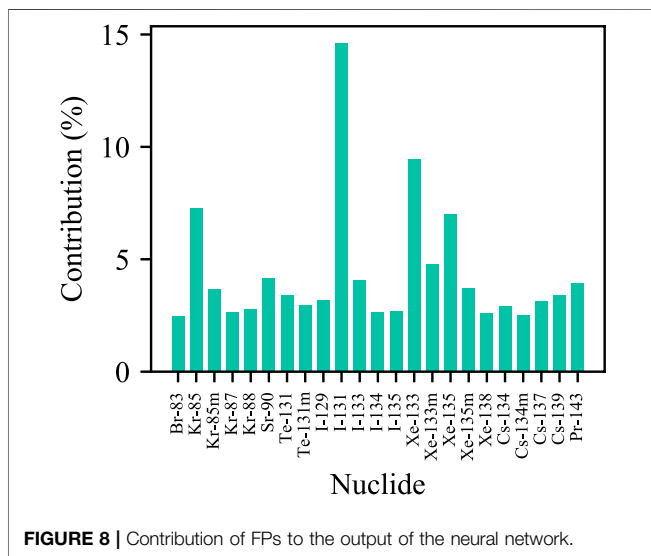 15
10
5
0
Contribution (%)
Br-83
Kr-85
Kr-85m
Kr-87
Kr-88
Sr-90
Te-131
Te-131m
I-129
I-131
I-133
I-134
I-135
Xe-133
Xe-133m
Xe-135
Xe-135m
Xe-138
Cs-134
Cs-134m
Cs-137
Cs-139
Pr-143
Nuclide
FIGURE 8 | Contribution of FPs to the output of the neural network.